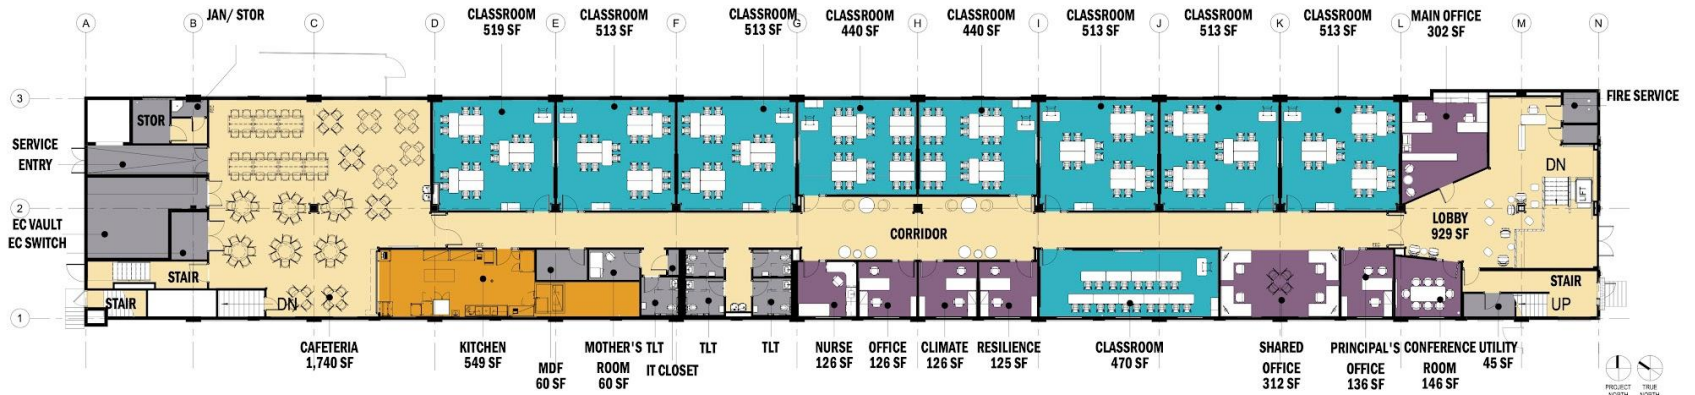 JAN/ STOR
CLASSROOM
519 SF
CLASSROOM
513 SF
CLASSROOM
513 SF
CLASSROOM
440 SF
CLASSROOM
440 SF
CLASSROOM
513 SF
CLASSROOM
513 SF
CLASSROOM
513 SF
MAIN OFFICE
302 SF
A
B
C
D
E
F
G
H
I
J
K
L
M
N
3
FIRE SERVICE
STOR
SERVICE
ENTRY
DN
LIFT
2
EC VAULT
EC SWITCH
CORRIDOR
LOBBY
929 SF
STAIR
STAIR
DN
STAIR
UP
1
CAFETERIA
1,740 SF
KITCHEN
549 SF
MDF
60 SF
MOTHER'S
ROOM
60 SF
TLT
IT CLOSET
TLT
TLT
NURSE
126 SF
OFFICE
126 SF
CLIMATE
126 SF
RESILIENCE
125 SF
CLASSROOM
470 SF
SHARED
OFFICE
312 SF
PRINCIPAL'S
OFFICE
136 SF
CONFERENCE
ROOM
146 SF
UTILITY
45 SF
PROJECT
NORTH
TRUE
NORTH